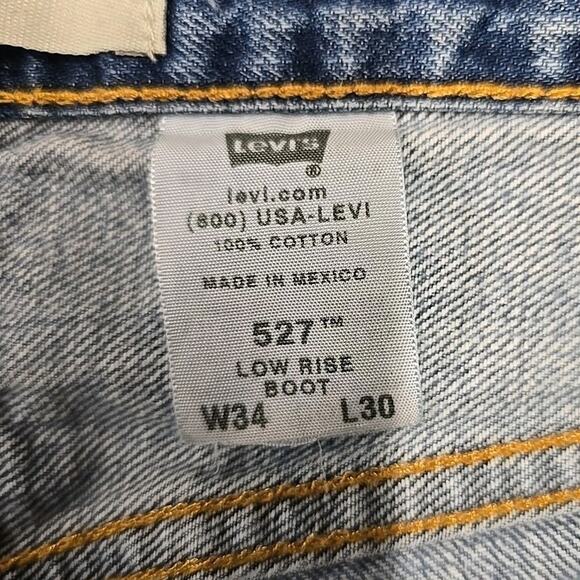 Levi's
®
levi.com
(800) USA-LEVI
100% COTTON
MADE IN MEXICO
527™
LOW RISE
BOOT
W34 L30